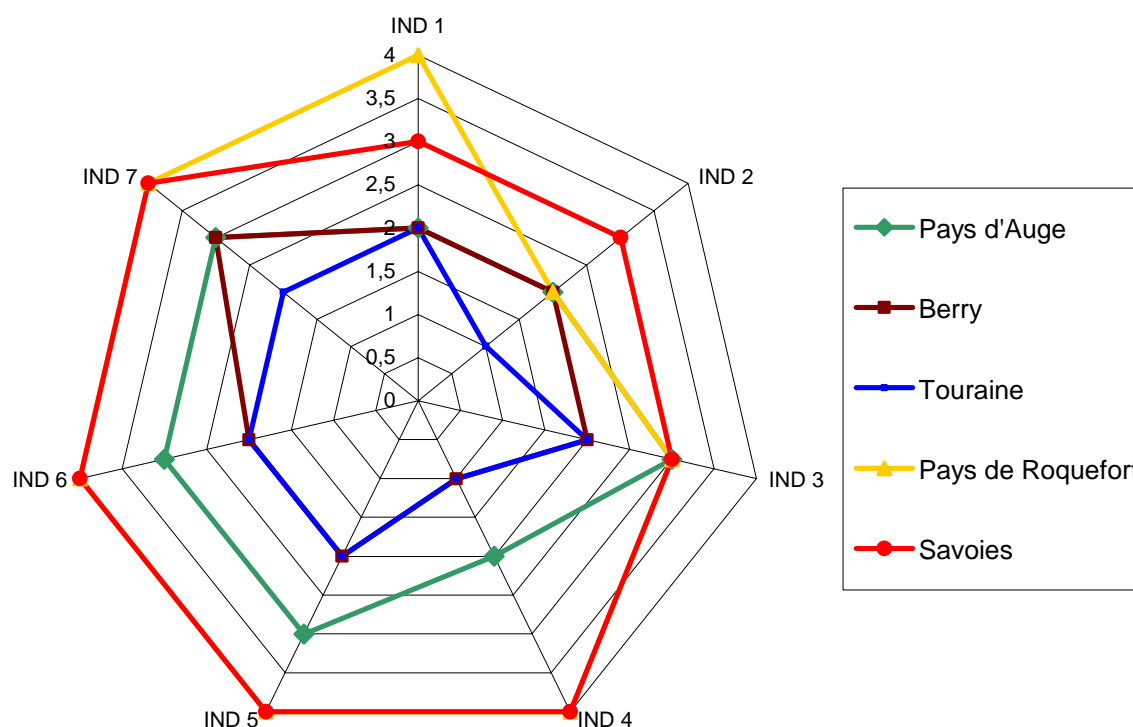 IND 1
4
3,5
3
2,5
2
1,5
1
0,5
0
IND 2
IND 3
IND 4
IND 5
IND 6
IND 7
Pays d'Auge
Berry
Touraine
Pays de Roquefort
Savoies